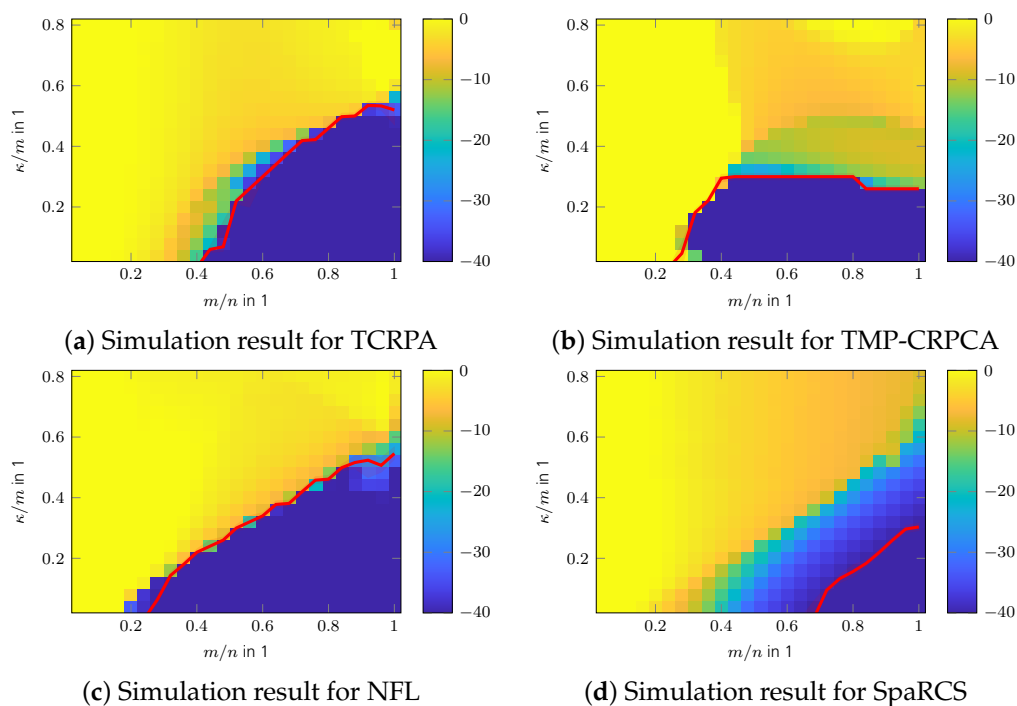 0.8
0.6
0.4
0.2
κ/m in 1
0.2 0.4 0.6 0.8 1
m/n in 1
0
−10
−20
−30
−40
(a) Simulation result for TCRPA
0.8
0.6
0.4
0.2
κ/m in 1
0.2 0.4 0.6 0.8 1
m/n in 1
0
−10
−20
−30
−40
(b) Simulation result for TMP-CRPCA
0.8
0.6
0.4
0.2
κ/m in 1
0.2 0.4 0.6 0.8 1
m/n in 1
0
−10
−20
−30
−40
(c) Simulation result for NFL
0.8
0.6
0.4
0.2
κ/m in 1
0.2 0.4 0.6 0.8 1
m/n in 1
0
−10
−20
−30
−40
(d) Simulation result for SpaRCS